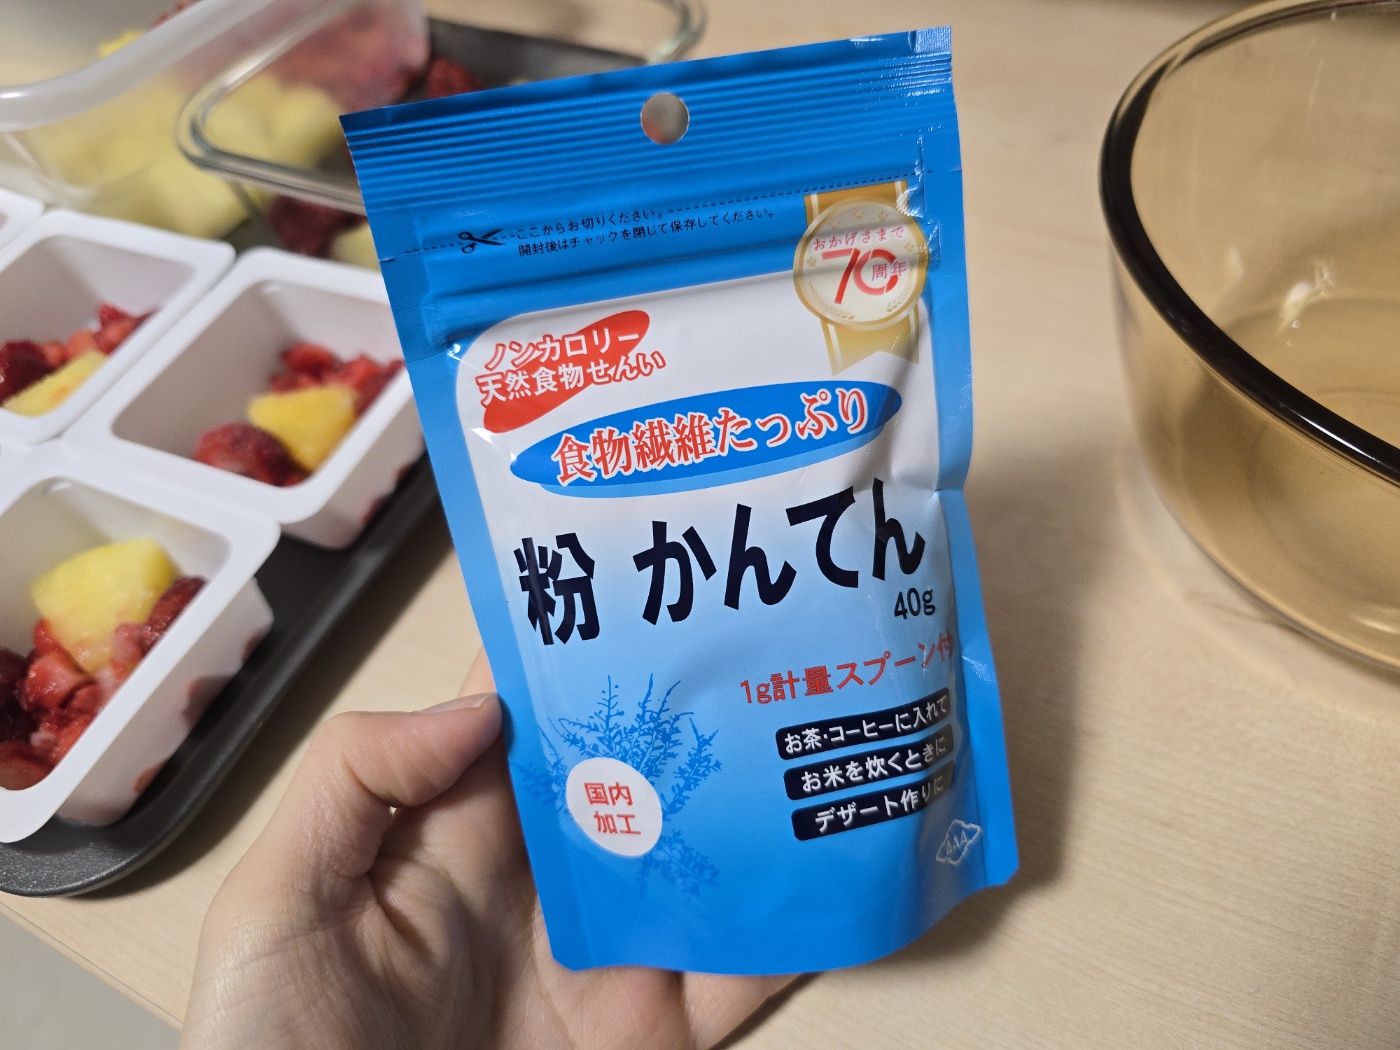 ここからお切りください。
開封後はチャックを閉じて保存してください。
おかげさまで
70周年
ノンカロリー
天然食物せんい
食物繊維たっぷり
粉 かんてん
40g
1g計量スプーン付
お茶・コーヒーに入れて
お米を炊くときに
デザート作りに
国内
加工
AAA